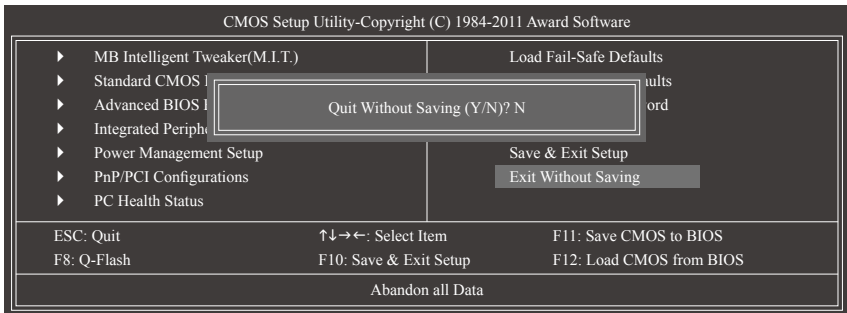 CMOS Setup Utility-Copyright (C) 1984-2011 Award Software
MB Intelligent Tweaker(M.I.T.)
Standard CMOS
Advanced BIOS
Integrated
Power Management Setup
PnP/PCI Configurations
PC Health Status
Load Fail-Safe Defaults
Save & Exit Setup
Exit Without Saving
Quit Without Saving (Y/N)? N
ESC: Quit
↑↓→←: Select Item
F11: Save CMOS to BIOS
F8: Q-Flash
F10: Save & Exit Setup
F12: Load CMOS from BIOS
Abandon all Data